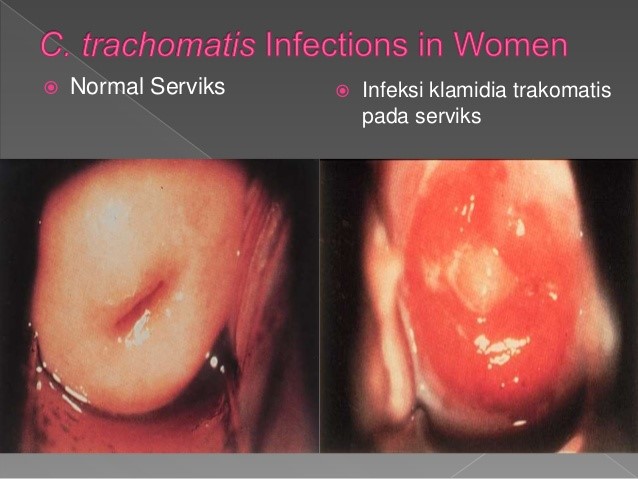 C. trachomatis Infections in Women
Normal Serviks
Infeksi klamidia trakomatis
pada serviks